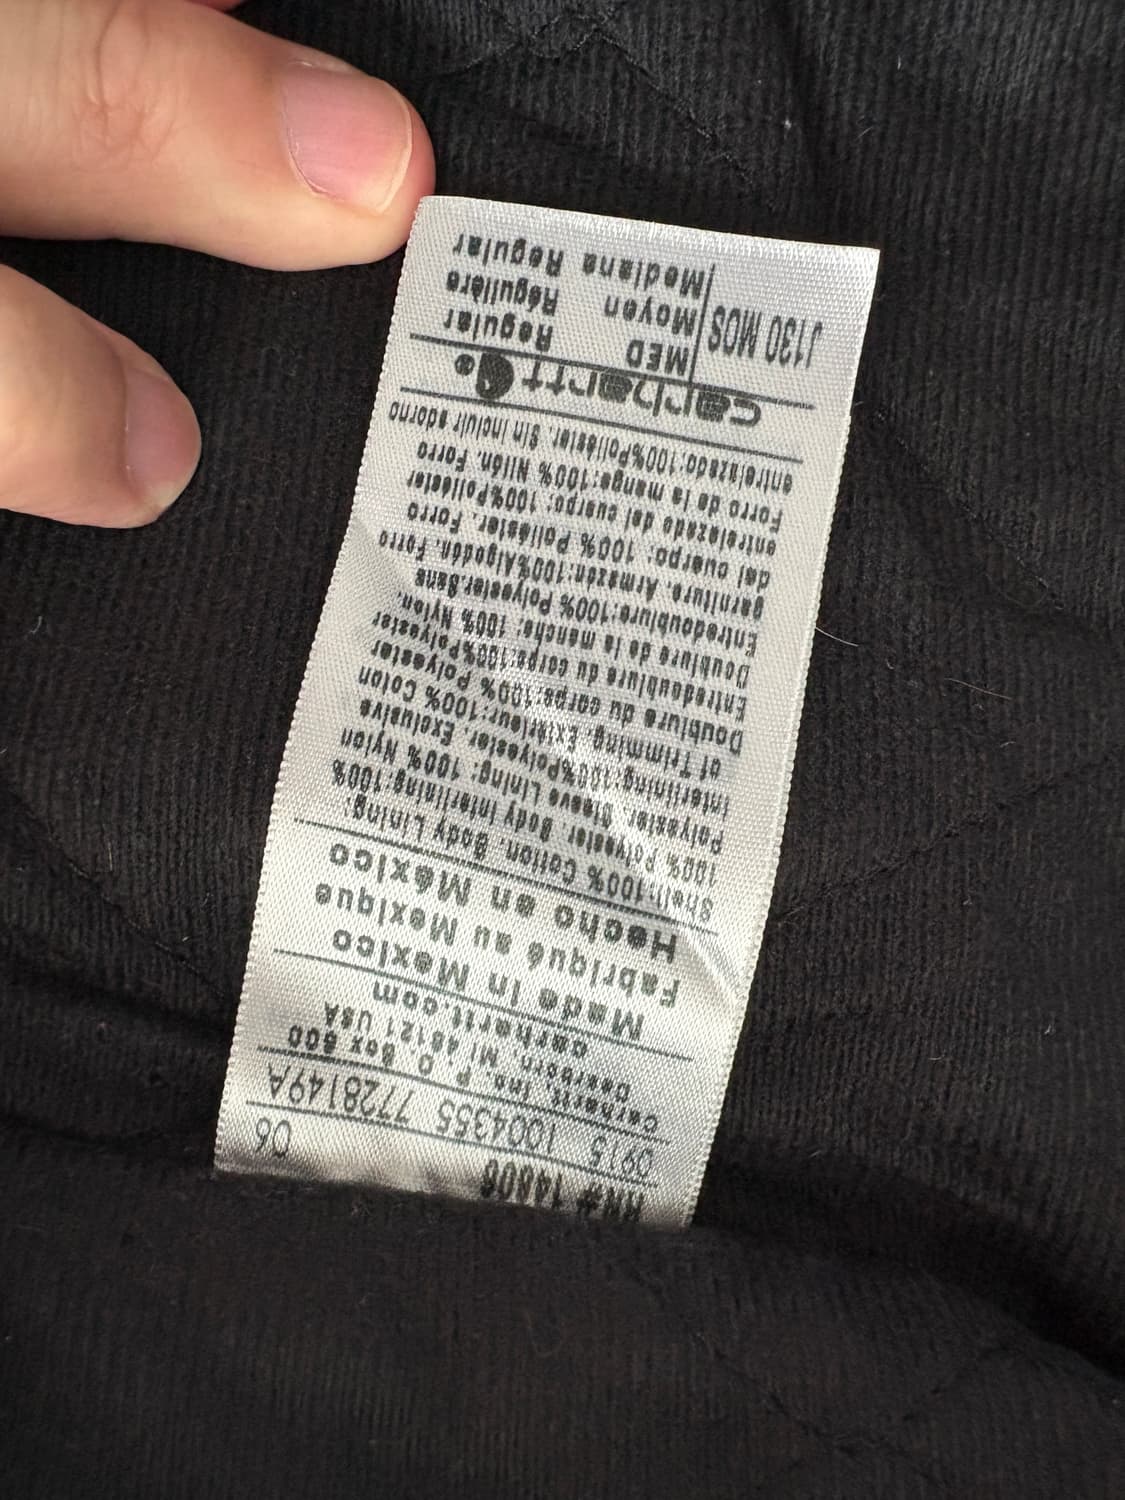 RN# 14806
06
0915 1004355 7728149A
Carhartt, Inc. P. O. Box 600
Dearborn, MI 48121 USA
carhartt.com
Made in Mexico
Fabriqué au Mexique
Hecho en México
Shell:100% Cotton. Body Lining:
100% Polyester. Body Interlining:100%
Polyester. Sleeve Lining: 100% Nylon
Interlining:100%Polyester. Exclusive
of Trimming. Extérieur:100% Coton
Doublure du corps:100% Polyester
Entredoublure du corps:100%Polyester
Doublure de la manche: 100% Nylon.
Entredoublure:100% Polyester.Sans
garniture. Armazón:100%Algodón. Forro
del cuerpo: 100% Poliéster. Forro
entrelazado del cuerpo: 100%Poliéster
Forro de la manga:100% Nilón. Forro
entrelazado:100%Poliéster. Sin incluir adorno
carhartt ®
J130 MOS
MED Regular
Moyen Régulière
Mediana Regular